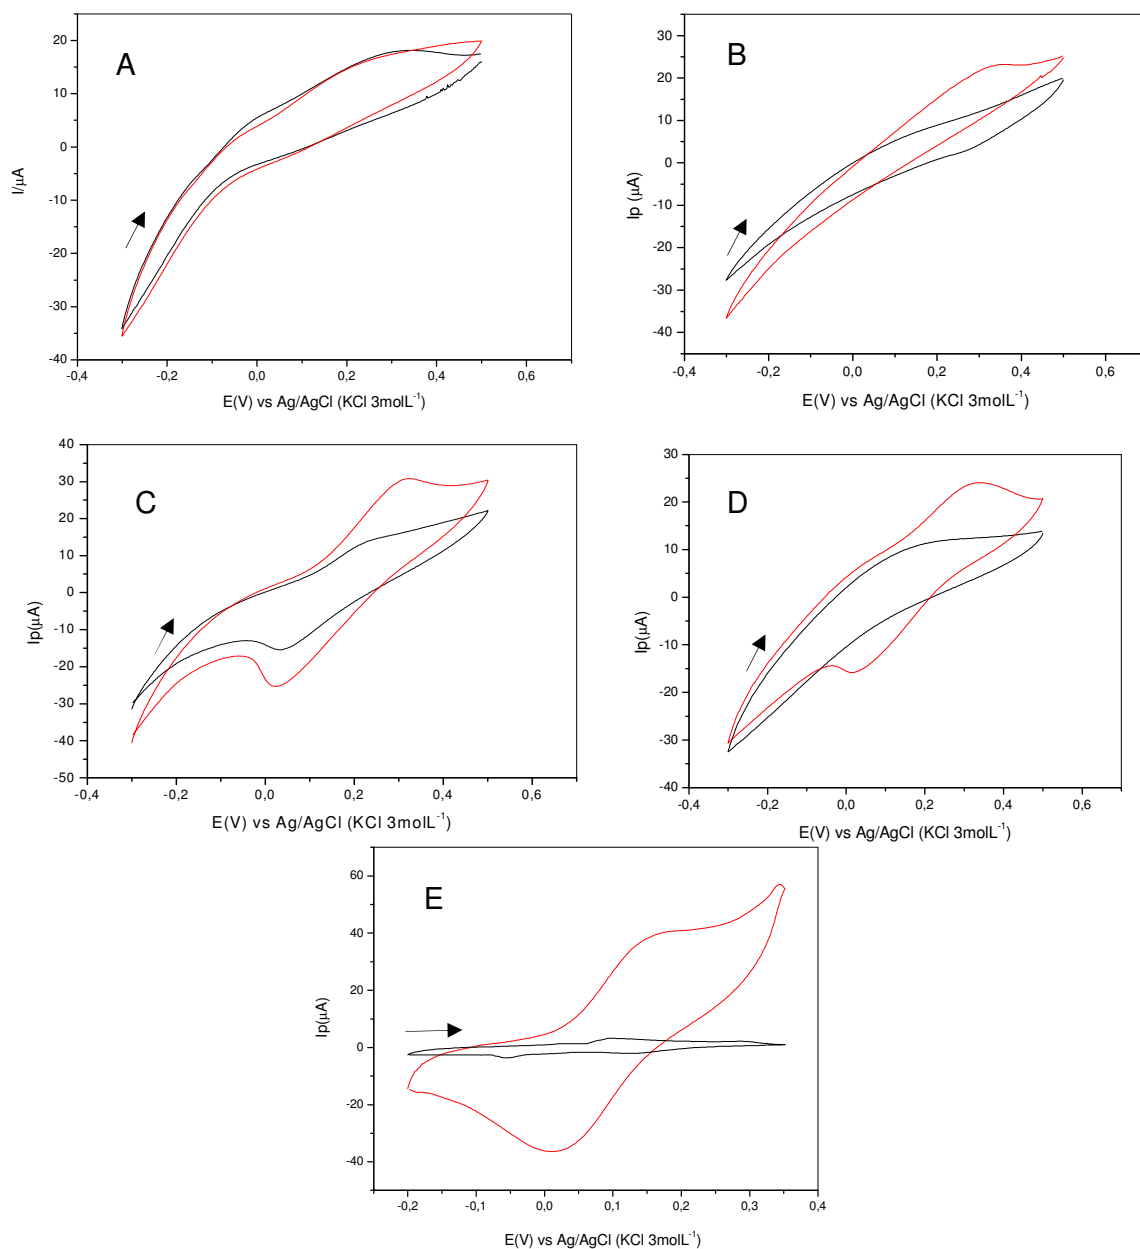 A
20
10
0
-10
-20
-30
-40
I/µA
-0,4 -0,2 0,0 0,2 0,4 0,6
E(V) vs Ag/AgCl (KCl 3molL⁻¹)
B
30
20
10
0
-10
-20
-30
-40
Ip (µA)
-0,4 -0,2 0,0 0,2 0,4 0,6
E(V) vs Ag/AgCl (KCl 3molL⁻¹)
C
40
30
20
10
0
-10
-20
-30
-40
-50
Ip(µA)
-0,4 -0,2 0,0 0,2 0,4 0,6
E(V) vs Ag/AgCl (KCl 3molL⁻¹)
D
30
20
10
0
-10
-20
-30
-40
Ip(µA)
-0,4 -0,2 0,0 0,2 0,4 0,6
E(V) vs Ag/AgCl (KCl 3molL⁻¹)
E
60
40
20
0
-20
-40
Ip(µA)
-0,2 -0,1 0,0 0,1 0,2 0,3 0,4
E(V) vs Ag/AgCl (KCl 3molL⁻¹)